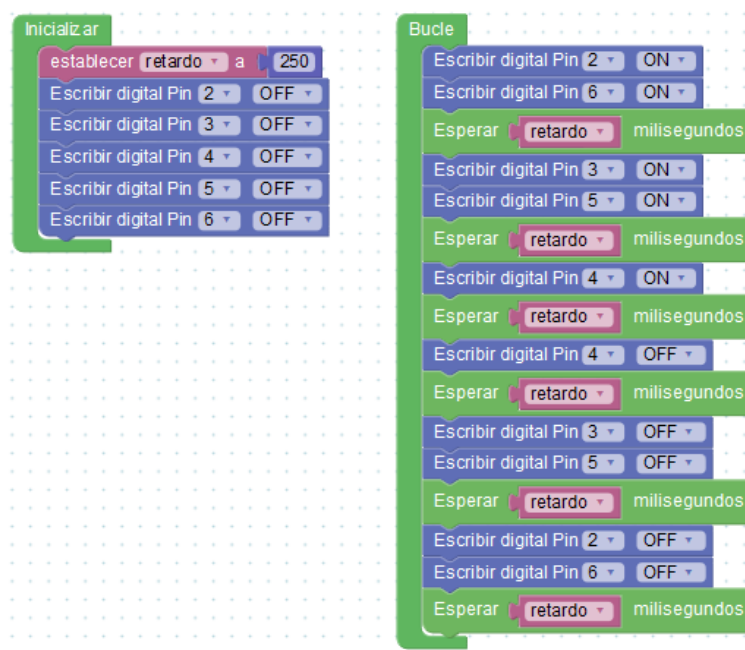 Inicializar
establecer retardo a 250
Escribir digital Pin 2 OFF
Escribir digital Pin 3 OFF
Escribir digital Pin 4 OFF
Escribir digital Pin 5 OFF
Escribir digital Pin 6 OFF
Bucle
Escribir digital Pin 2 ON
Escribir digital Pin 6 ON
Esperar retardo milisegundos
Escribir digital Pin 3 ON
Escribir digital Pin 5 ON
Esperar retardo milisegundos
Escribir digital Pin 4 ON
Esperar retardo milisegundos
Escribir digital Pin 4 OFF
Esperar retardo milisegundos
Escribir digital Pin 3 OFF
Escribir digital Pin 5 OFF
Esperar retardo milisegundos
Escribir digital Pin 2 OFF
Escribir digital Pin 6 OFF
Esperar retardo milisegundos